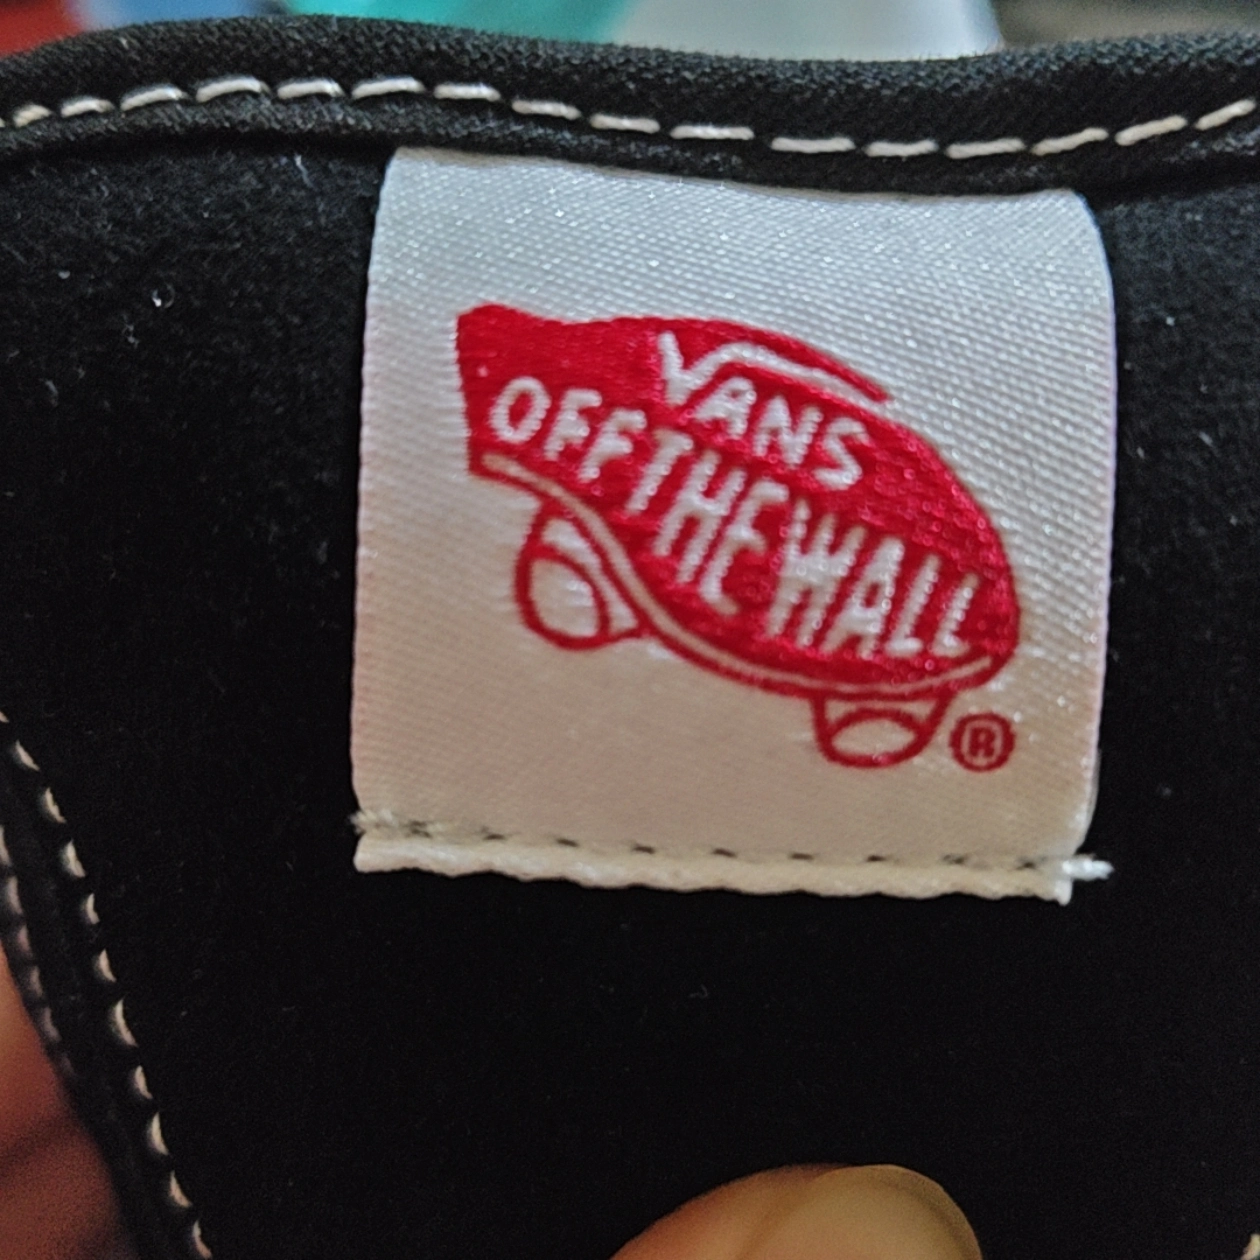 VANS
OFF THE WALL
®